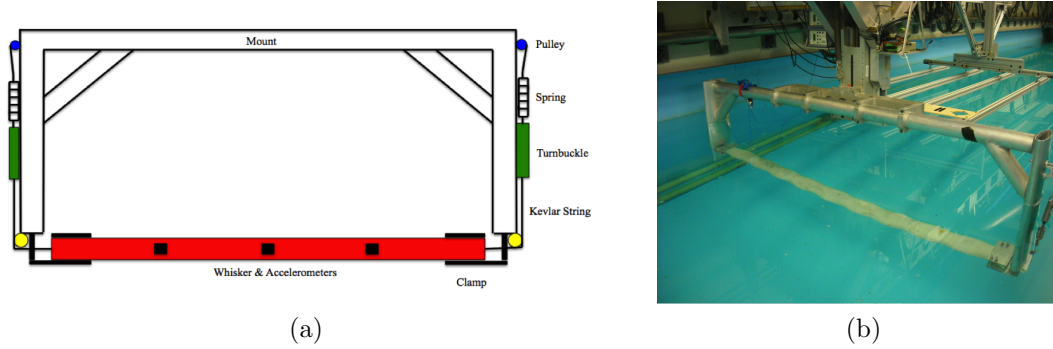 Mount
Pulley
Spring
Turnbuckle
Kevlar String
Whisker & Accelerometers
Clamp
(a)
(b)